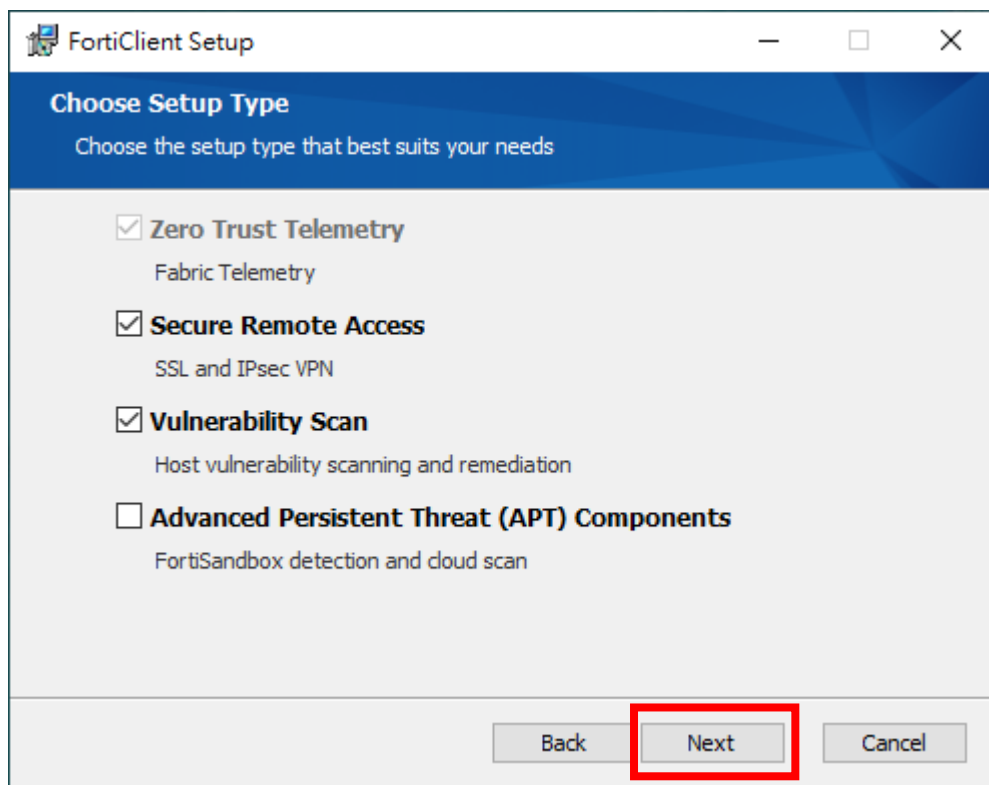 FortiClient Setup
Choose Setup Type
Choose the setup type that best suits your needs
Zero Trust Telemetry
Fabric Telemetry
Secure Remote Access
SSL and IPsec VPN
Vulnerability Scan
Host vulnerability scanning and remediation
Advanced Persistent Threat (APT) Components
FortiSandbox detection and cloud scan
Back Next Cancel